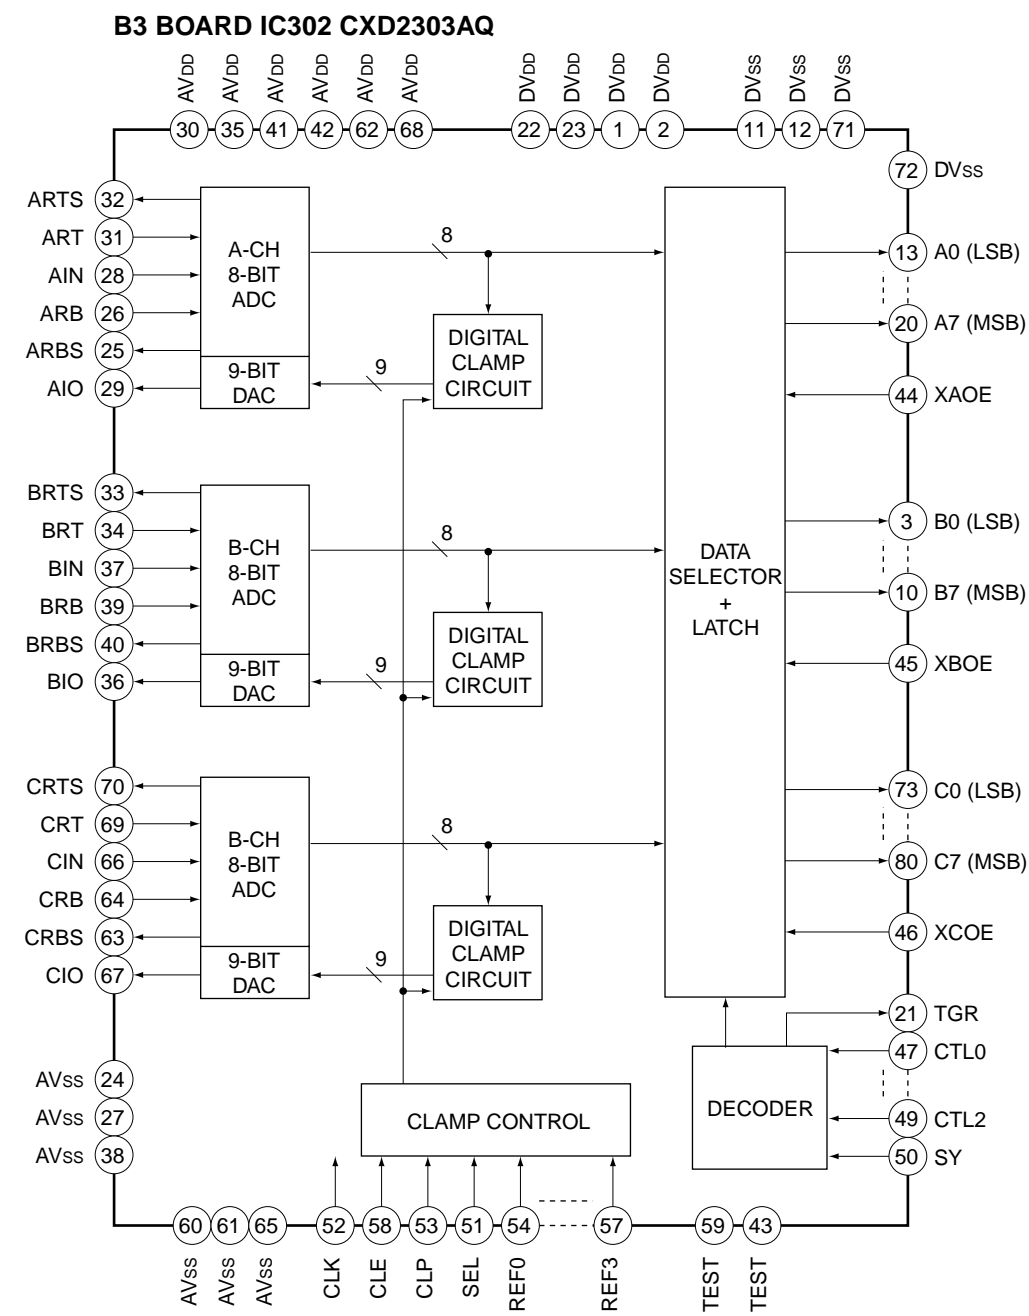 B3 BOARD IC302 CXD2303AQ
AVDD AVDD AVDD AVDD AVDD AVDD DVDD DVDD DVDD DVDD DVSS DVSS DVSS
30 35 41 42 62 68 22 23 1 2 11 12 71
72 DVSS
ARTS 32
ART 31
AIN 28
ARB 26
ARBS 25
AIO 29
A-CH
8-BIT
ADC
9-BIT
DAC
8
9
DIGITAL
CLAMP
CIRCUIT
13 A0 (LSB)
20 A7 (MSB)
44 XAOE
BRTS 33
BRT 34
BIN 37
BRB 39
BRBS 40
BIO 36
B-CH
8-BIT
ADC
9-BIT
DAC
8
9
DIGITAL
CLAMP
CIRCUIT
DATA
SELECTOR
+
LATCH
3 B0 (LSB)
10 B7 (MSB)
45 XBOE
CRTS 70
CRT 69
CIN 66
CRB 64
CRBS 63
CIO 67
B-CH
8-BIT
ADC
9-BIT
DAC
8
9
DIGITAL
CLAMP
CIRCUIT
73 C0 (LSB)
80 C7 (MSB)
46 XCOE
21 TGR
47 CTL0
49 CTL2
50 SY
DECODER
CLAMP CONTROL
AVSS 24
AVSS 27
AVSS 38
60 61 65 52 58 53 51 54 57 59 43
AVSS AVSS AVSS CLK CLE CLP SEL REF0 REF3 TEST TEST